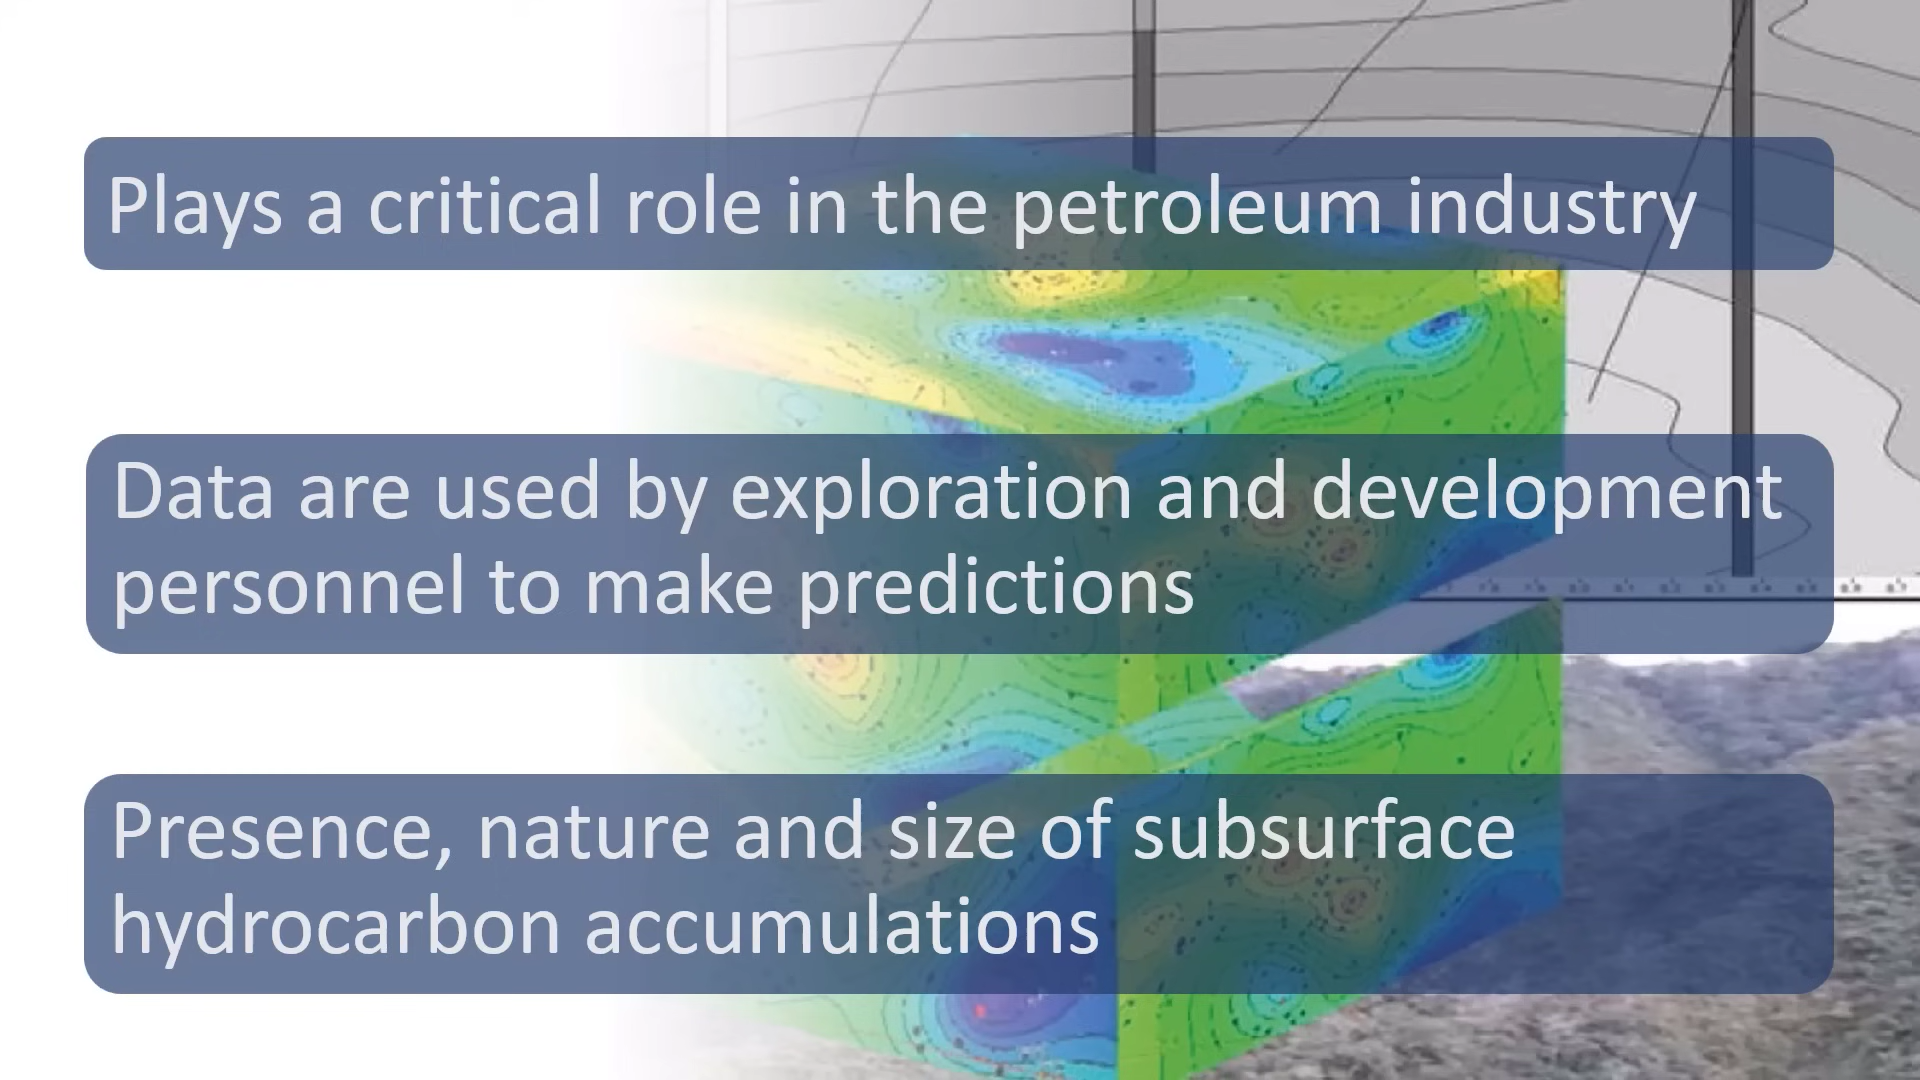 Plays a critical role in the petroleum industry
Data are used by exploration and development
personnel to make predictions
Presence, nature and size of subsurface
hydrocarbon accumulations